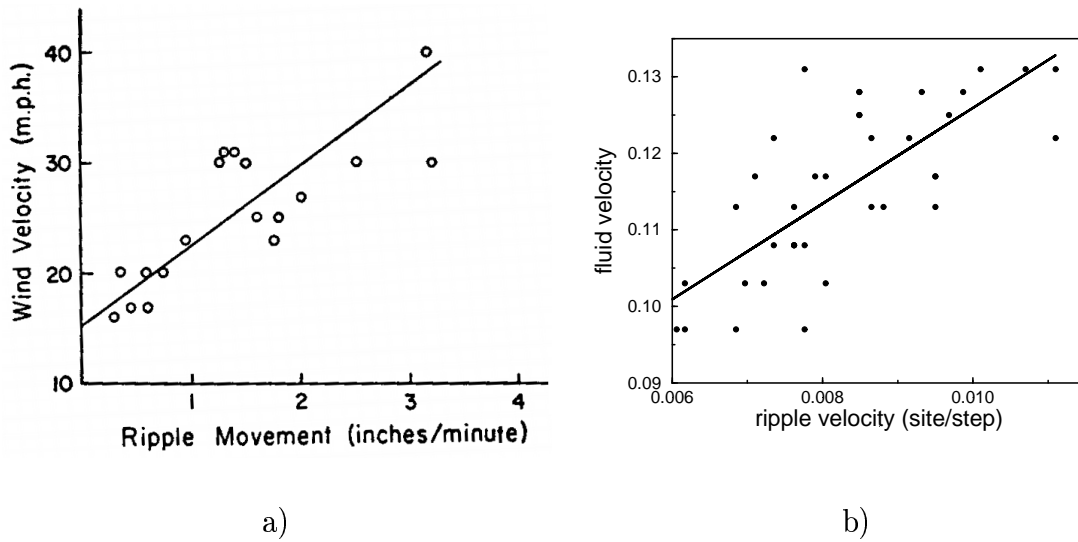 Wind Velocity (m.p.h.)
40
30
20
10
1 2 3 4
Ripple Movement (inches/minute)
a)
fluid velocity
0.13
0.12
0.11
0.10
0.09
0.006 0.008 0.010
ripple velocity (site/step)
b)